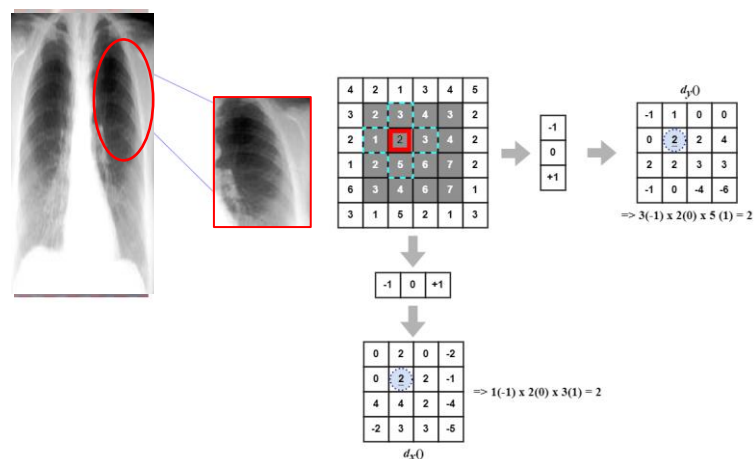 4 2 1 3 4 5
3 2 3 4 3 2
2 1 2 3 4 2
1 2 5 6 7 2
6 3 4 6 7 1
3 1 5 2 1 3
-1
0
+1
dy()
-1 1 0 0
0 2 2 4
2 2 3 3
-1 0 -4 -6
=> 3(-1) x 2(0) x 5 (1) = 2
-1 0 +1
0 2 0 -2
0 2 2 -1
4 4 2 -4
-2 3 3 -5
=> 1(-1) x 2(0) x 3(1) = 2
dx()